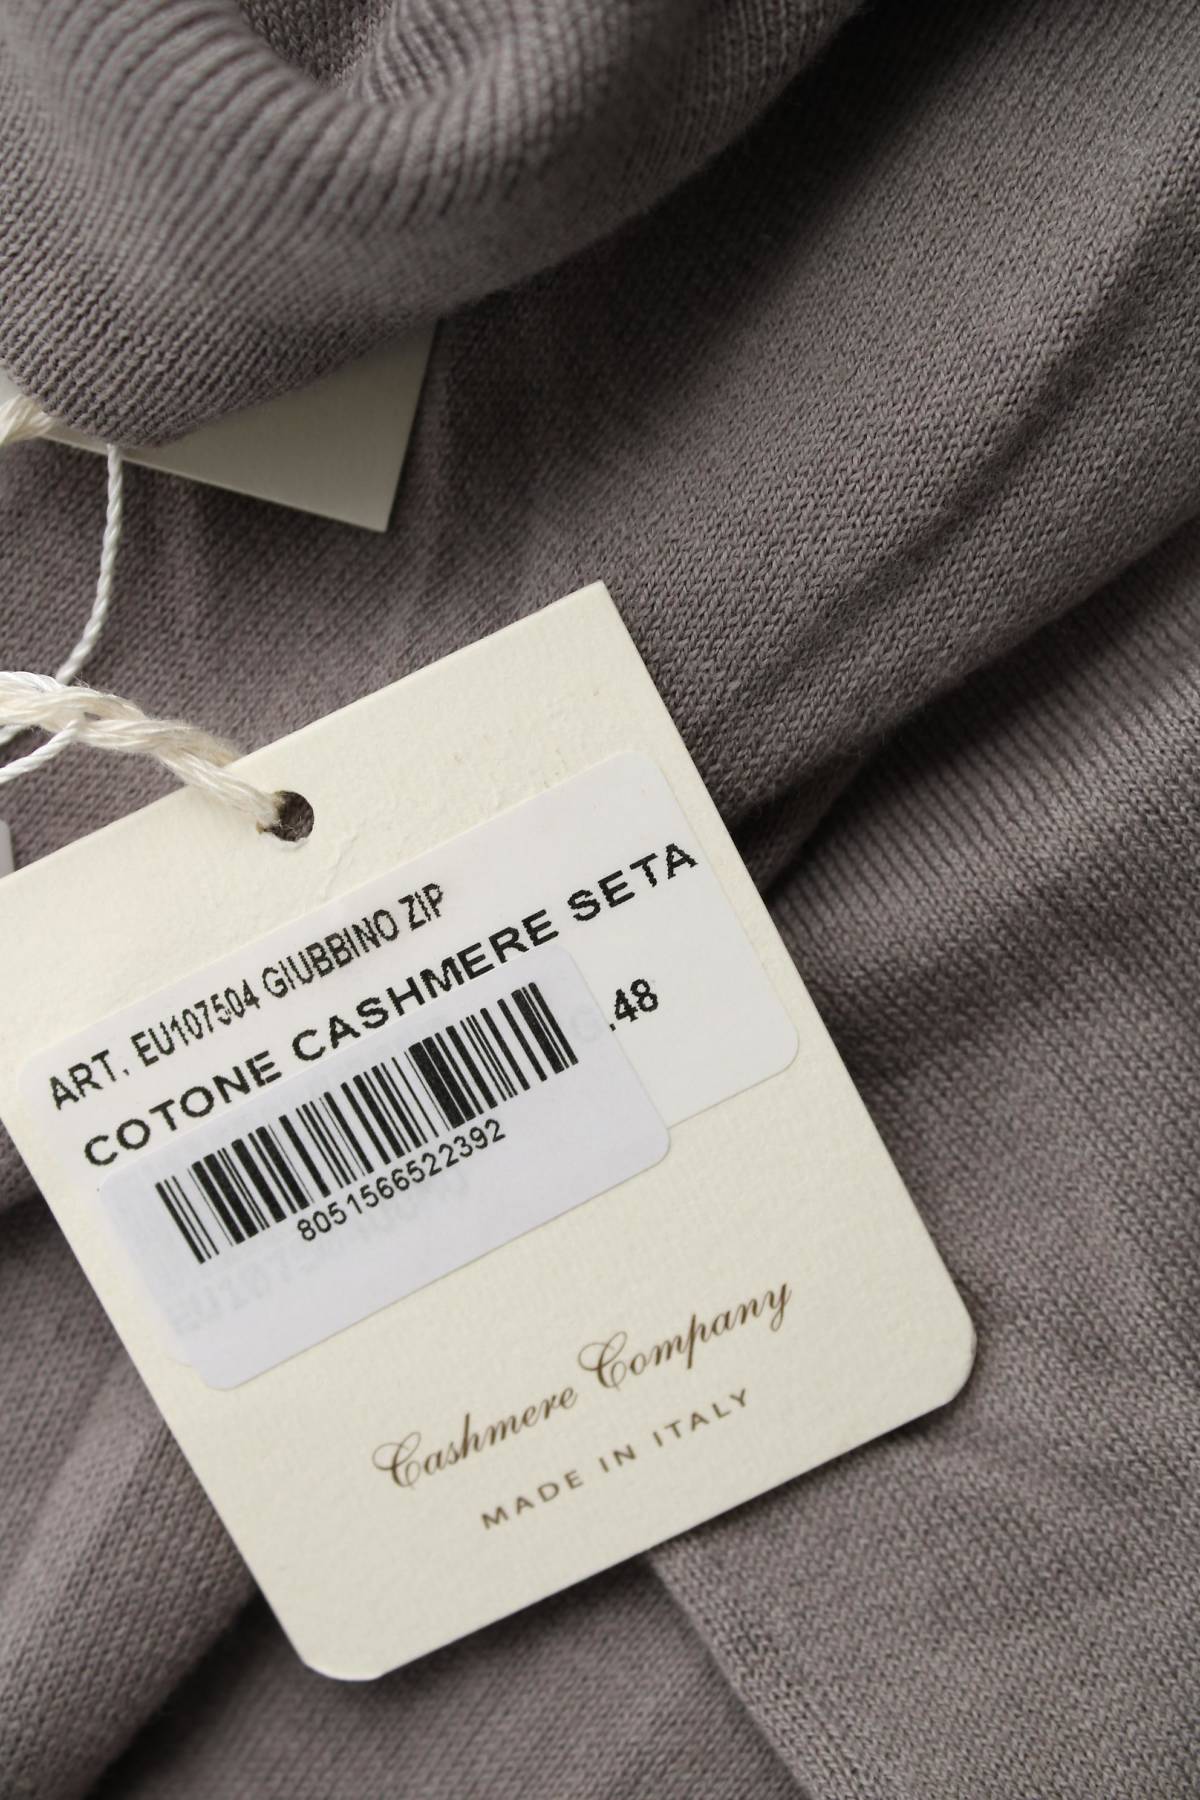 ART. EU107504 GIUBBINO ZIP
COTONE CASHMERE SETA
G.48
8051566522392
Cashmere Company
MADE IN ITALY